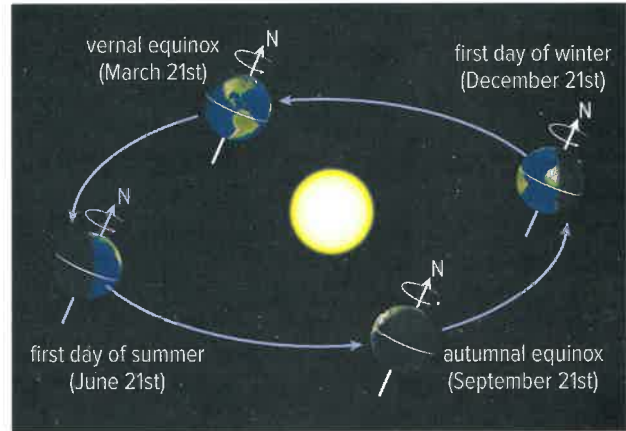 N
vernal equinox
(March 21st)
first day of winter
(December 21st)
N
N
N
first day of summer
(June 21st)
autumnal equinox
(September 21st)